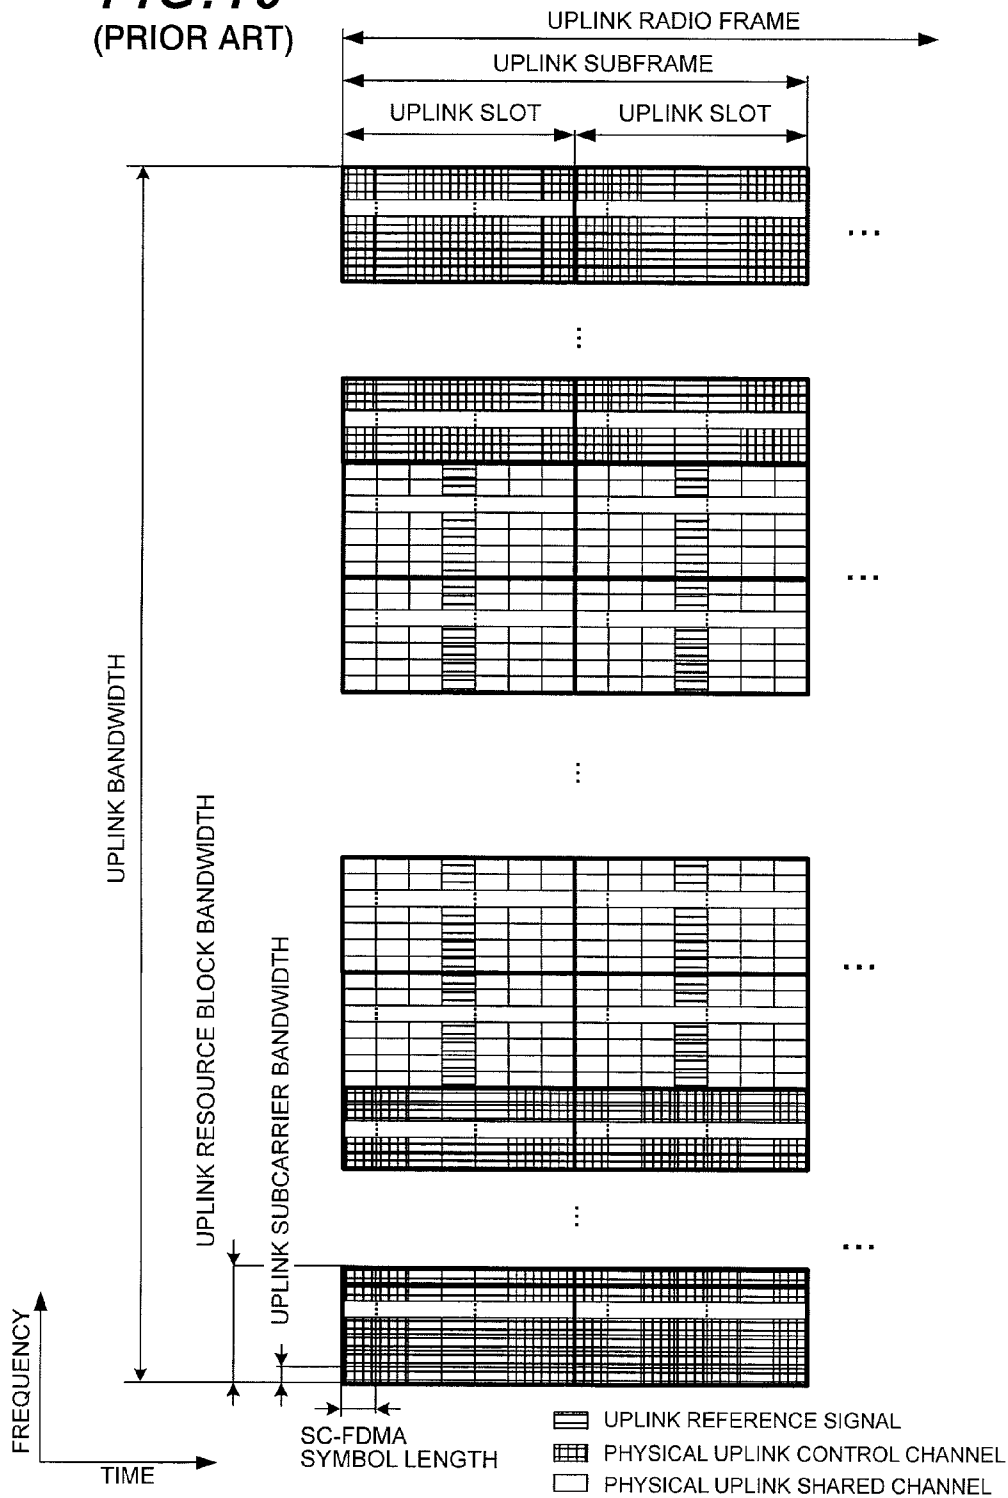 (PRIOR ART)
UPLINK RADIO FRAME
UPLINK SUBFRAME
UPLINK SLOT
UPLINK SLOT
...
...
...
...
...
...
...
UPLINK BANDWIDTH
UPLINK RESOURCE BLOCK BANDWIDTH
UPLINK SUBCARRIER BANDWIDTH
FREQUENCY
TIME
SC-FDMA
SYMBOL LENGTH
UPLINK REFERENCE SIGNAL
PHYSICAL UPLINK CONTROL CHANNEL
PHYSICAL UPLINK SHARED CHANNEL